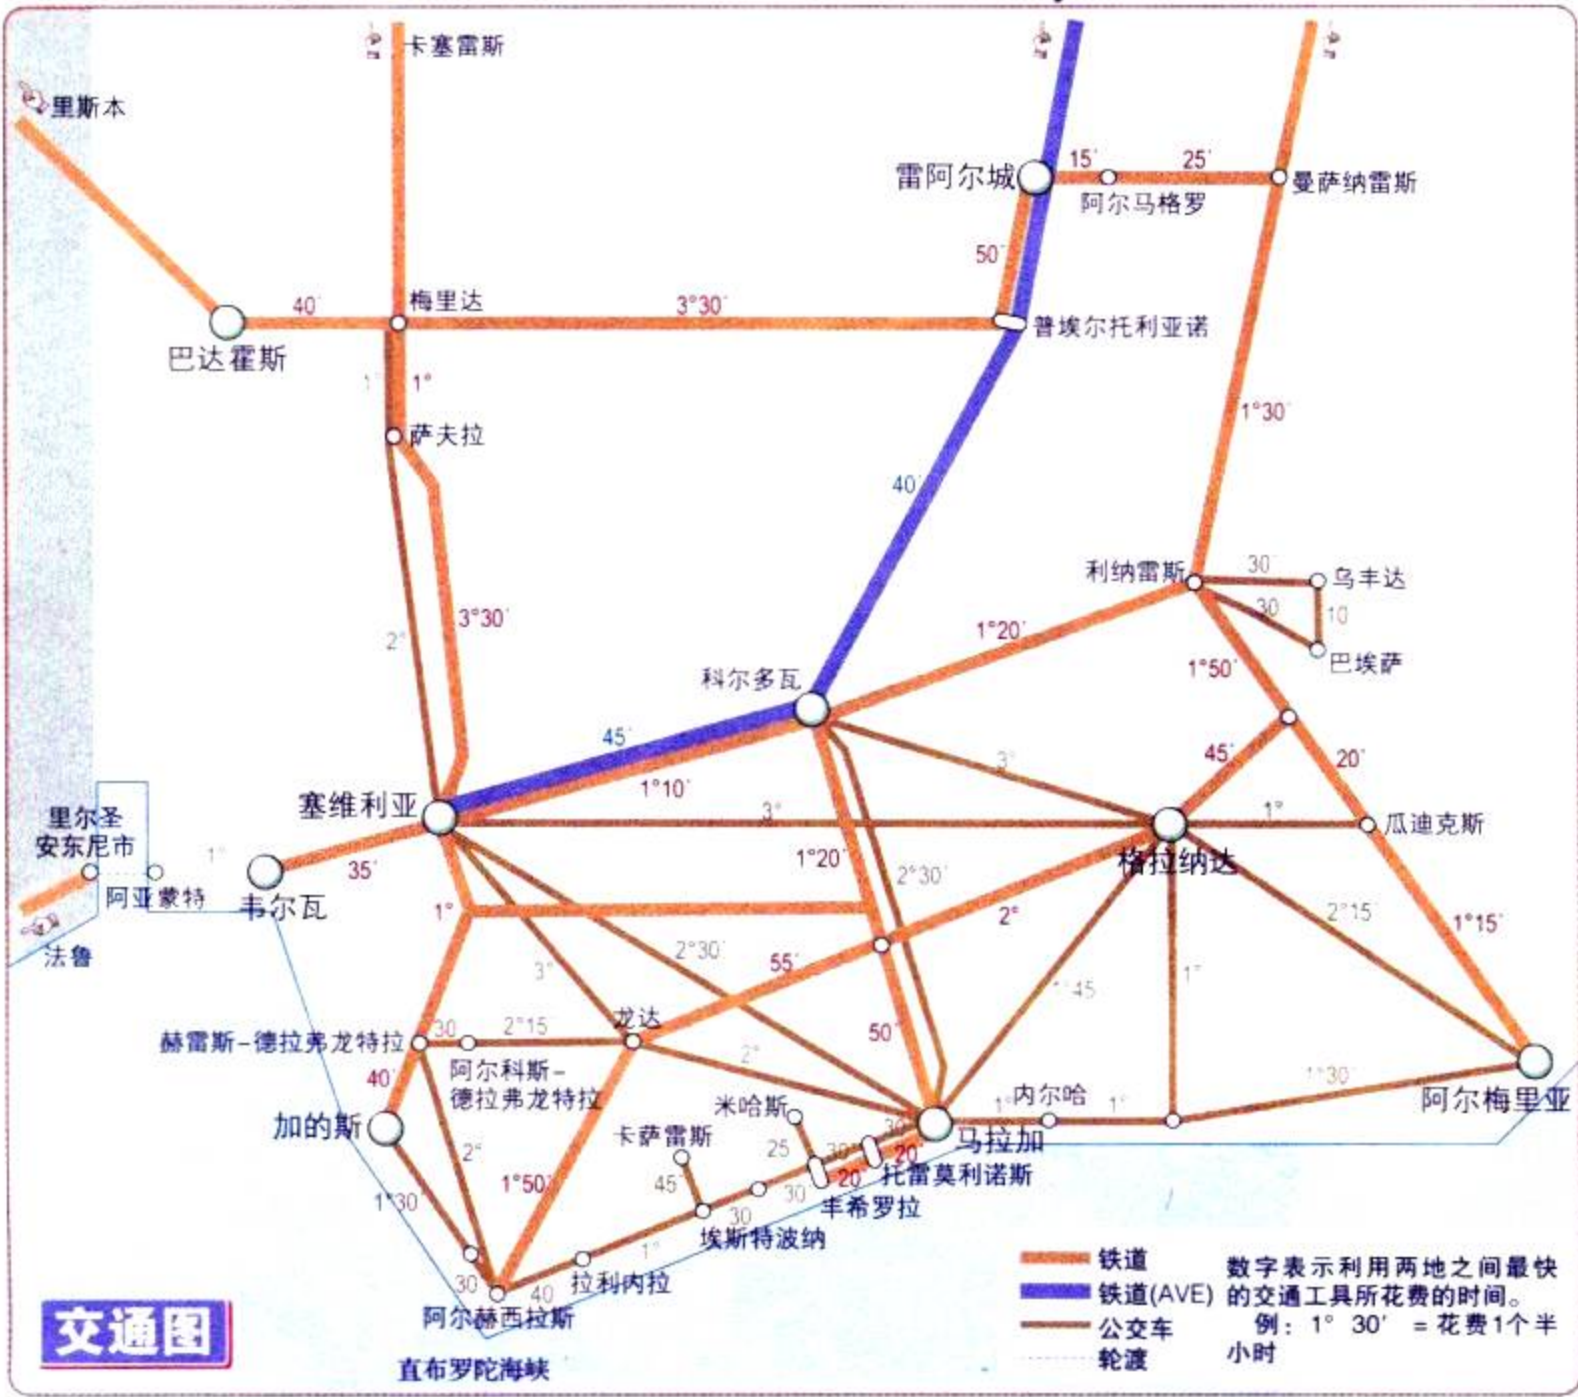 卡塞雷斯
里斯本
雷阿尔城
15′
25′
阿尔马格罗
曼萨纳雷斯
50′
40′
梅里达
3°30′
普埃尔托利亚诺
巴达霍斯
1°
1°
萨夫拉
1°30′
40′
利纳雷斯
30
乌丰达
30
10
巴埃萨
3°30′
2°
1°20′
1°50′
科尔多瓦
45′
1°10′
3°
45′
20′
塞维利亚
3°
1°
瓜迪克斯
里尔圣
安东尼市
1°
阿亚蒙特
35′
韦尔瓦
1°20′
2°30′
格拉纳达
法鲁
1°
2°30′
55′
2°
2°15′
1°15′
3°
1°45
1°
赫雷斯-德拉弗龙特拉
30
2°15
龙达
50′
阿尔科斯-
德拉弗龙特拉
2°
40′
加的斯
米哈斯
30
马拉加
1°
内尔哈
1°
1°30′
阿尔梅里亚
卡萨雷斯
25
30
20′
托雷莫利诺斯
2°
1°50′
45
30
20
丰希罗拉
1°30′
30
埃斯特波纳
1°
30
40
拉利内拉
阿尔赫西拉斯
直布罗陀海峡
交通图
铁道
铁道(AVE)
公交车
轮渡
数字表示利用两地之间最快
的交通工具所花费的时间。
例：1°30′=花费1个半
小时